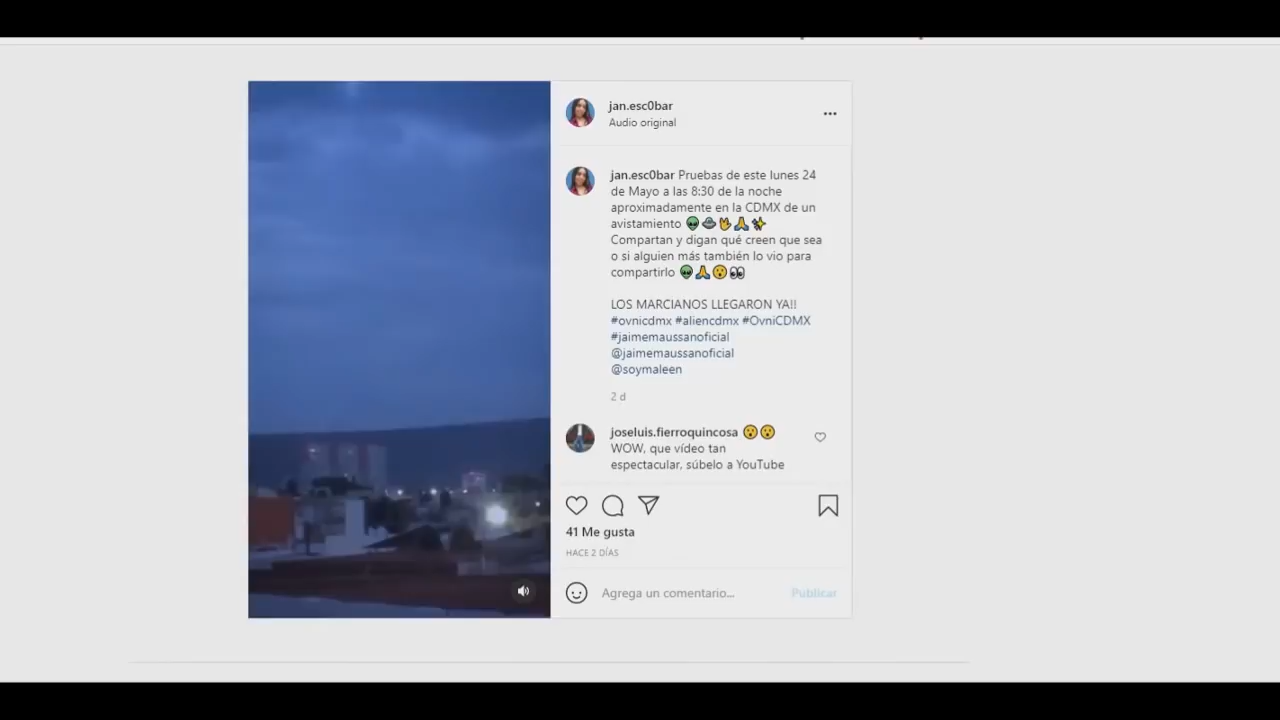 jan.esc0bar
Audio original
jan.esc0bar Pruebas de este lunes 24
de Mayo a las 8:30 de la noche
aproximadamente en la CDMX de un
avistamiento 👽🛸🖖🙏✨
Compartan y digan qué creen que sea
o si alguien más también lo vio para
compartirlo 👽🙏😮👀
LOS MARCIANOS LLEGARON YA!!
#ovnicdmx #aliencdmx #OvniCDMX
#jaimemaussanoficial
@jaimemaussanoficial
@soymaleen
2 d
joseluis.fierroquincosa 😮😮
WOW, que vídeo tan
espectacular, súbelo a YouTube
41 Me gusta
HACE 2 DÍAS
Agrega un comentario...
Publicar